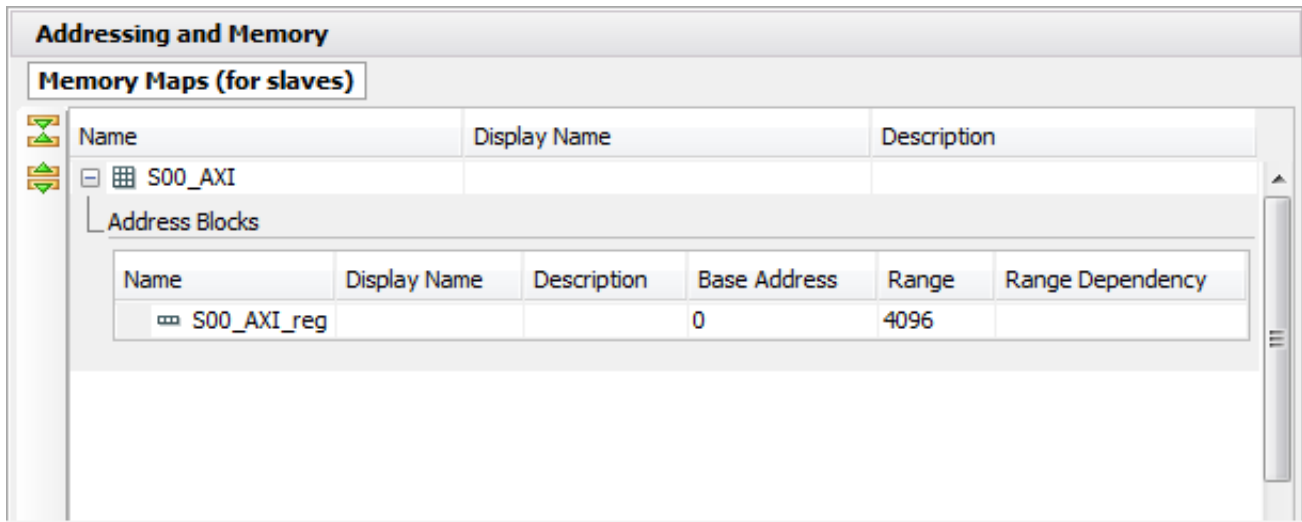 Addressing and Memory
Memory Maps (for slaves)
Name Display Name Description
S00_AXI
Address Blocks
Name Display Name Description Base Address Range Range Dependency
S00_AXI_reg 0 4096